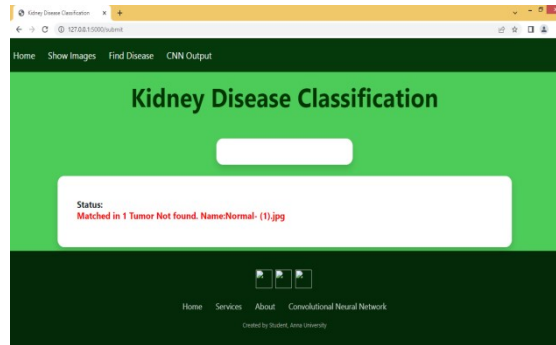 Kidney Disease Classification
127.0.0.1:5000/submit
Home Show Images Find Disease CNN Output
Kidney Disease Classification
Status:
Matched in 1 Tumor Not found. Name:Normal- (1).jpg
Home Services About Convolutional Neural Network
Created by Student, Anna University